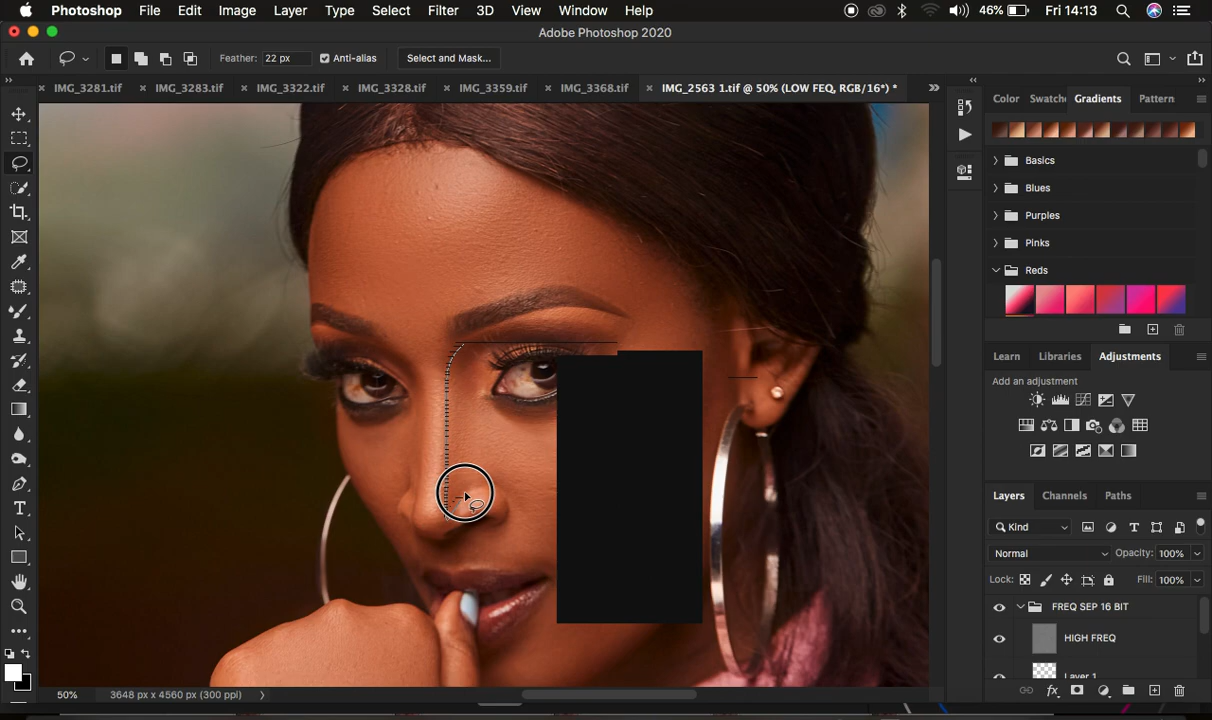 Photoshop File Edit Image Layer Type Select Filter 3D View Window Help 46% Fri 14:13
Adobe Photoshop 2020
Feather: 22 px Anti-alias Select and Mask...
IMG_3281.tif IMG_3283.tif IMG_3322.tif IMG_3328.tif IMG_3359.tif IMG_3368.tif IMG_2563 1.tif @ 50% (LOW FEQ, RGB/16*) *
Color Swatche Gradients Pattern
Basics
Blues
Purples
Pinks
Reds
Learn Libraries Adjustments
Add an adjustment
Layers Channels Paths
Kind
Normal Opacity: 100%
Lock: Fill: 100%
FREQ SEP 16 BIT
HIGH FREQ
Layer 1
50% 3648 px x 4560 px (300 ppi)